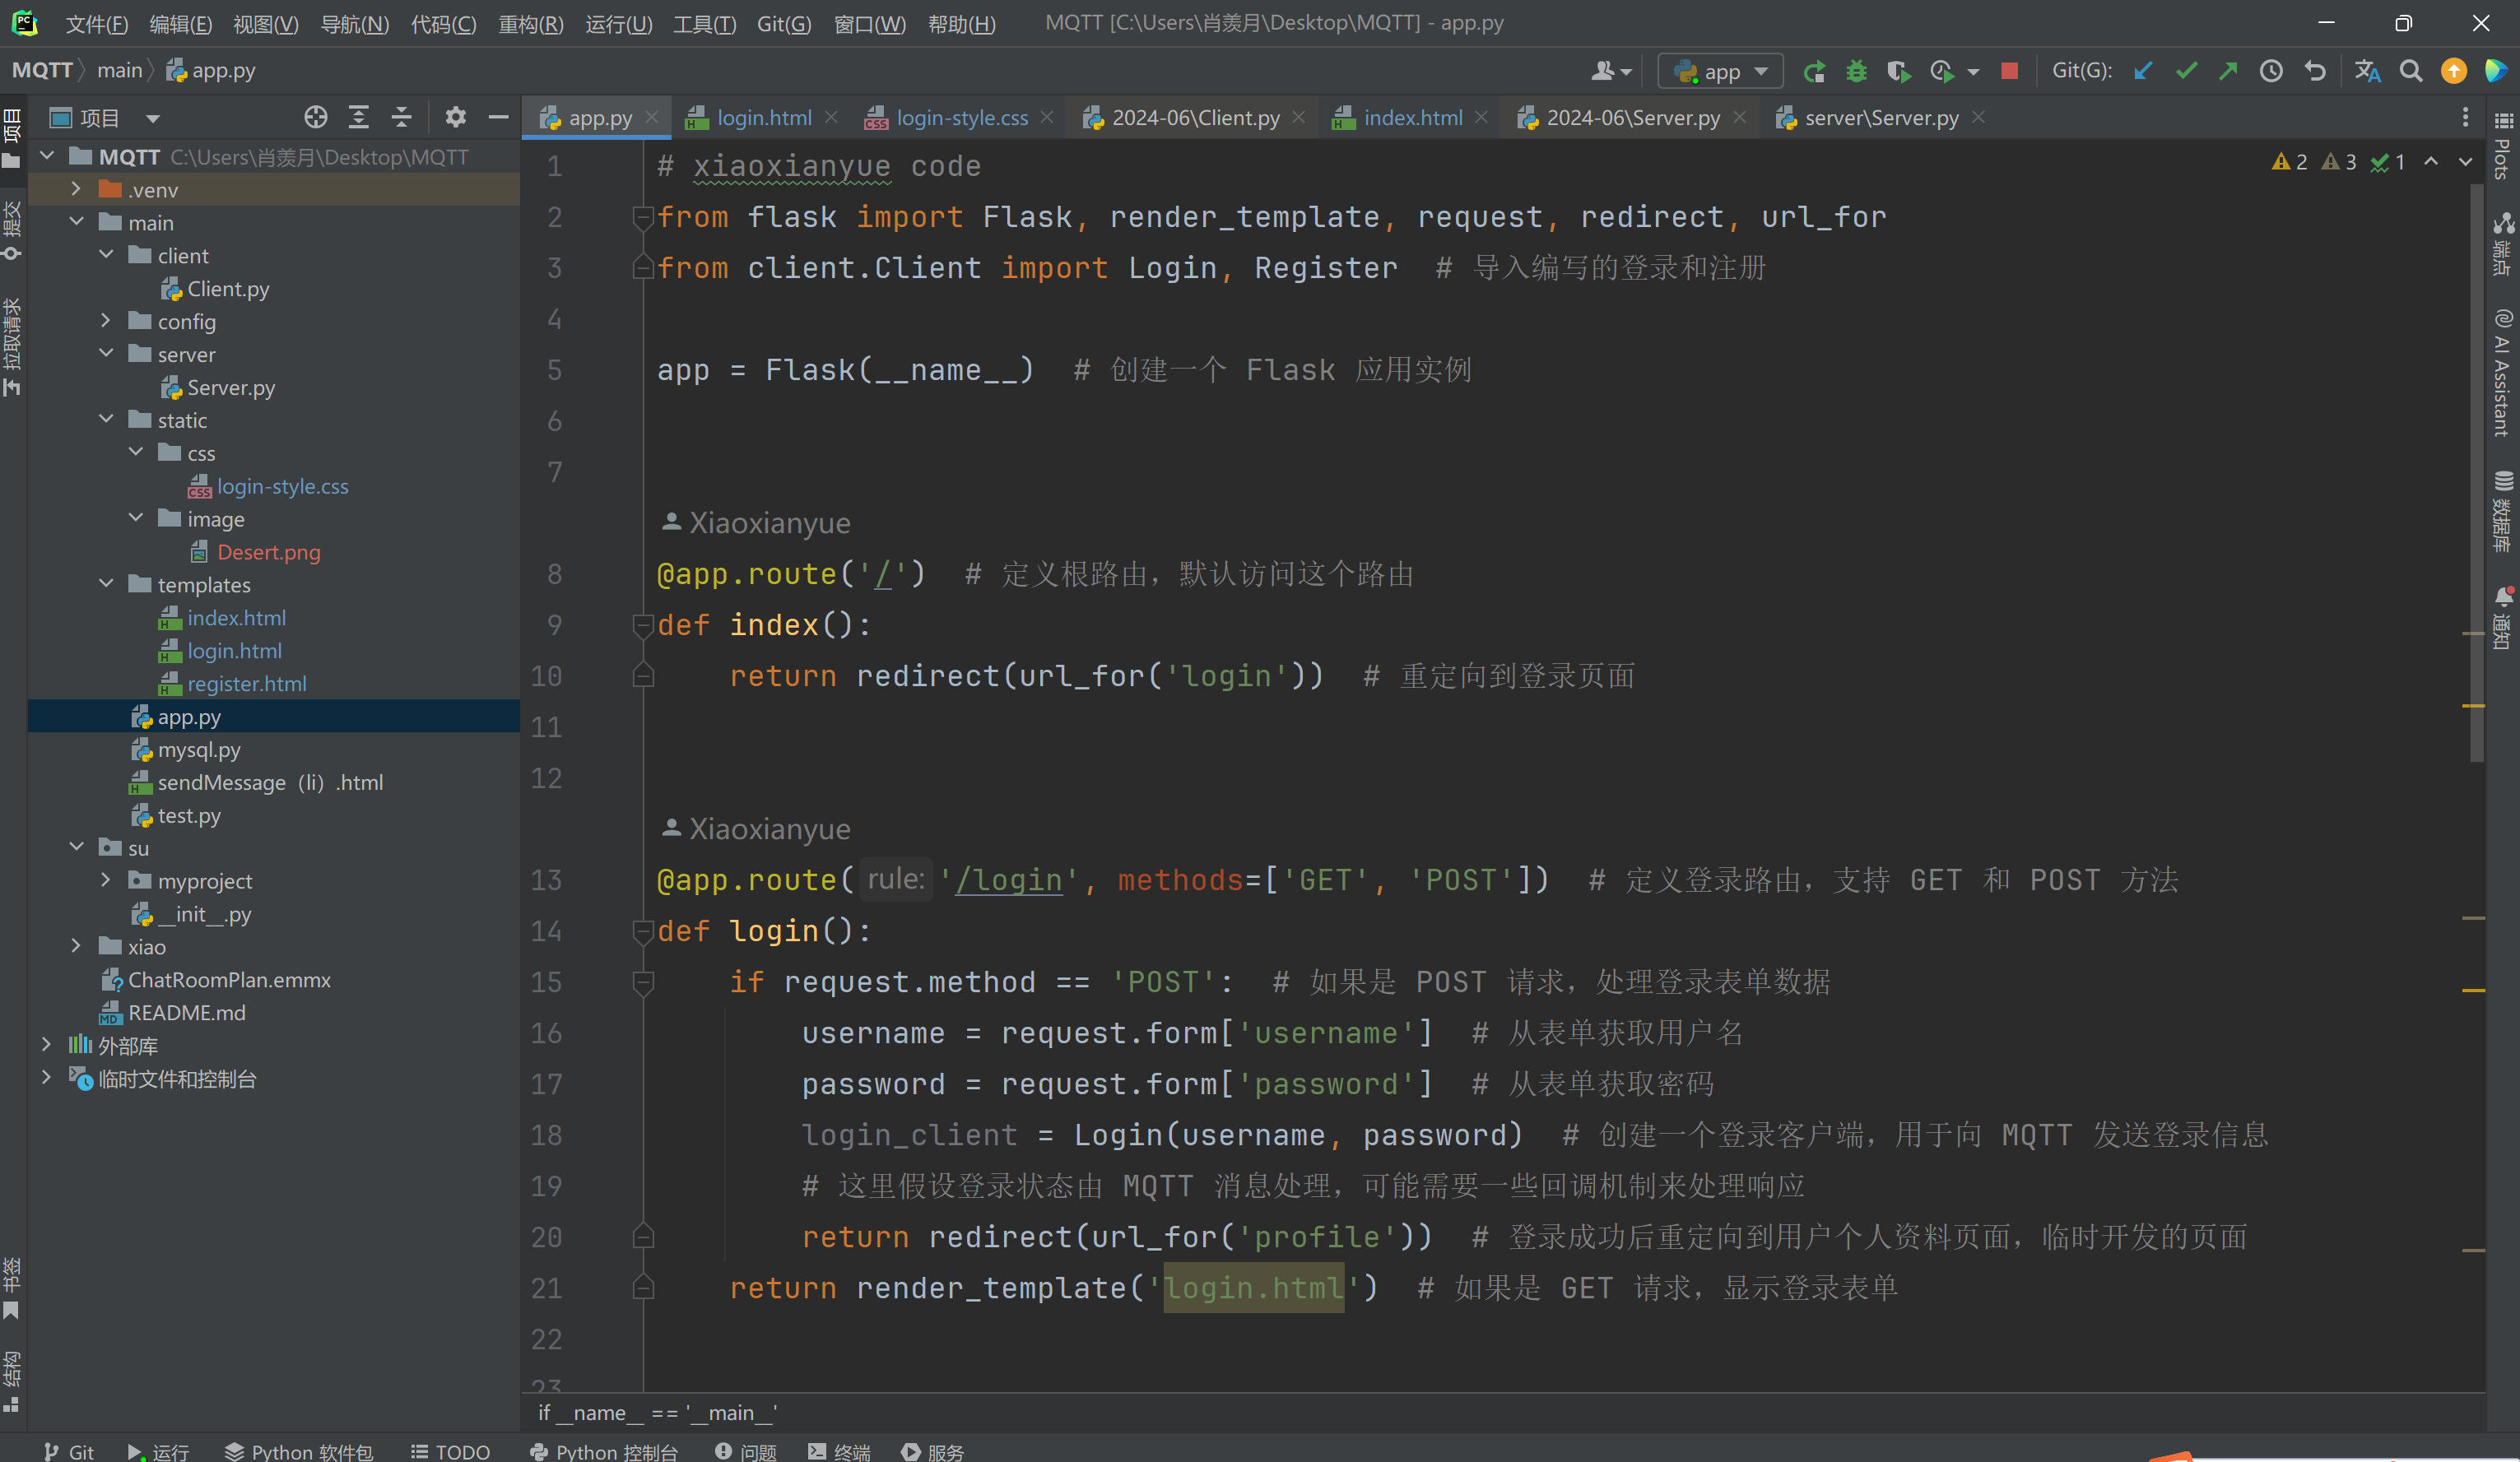 文件(F) 编辑(E) 视图(V) 导航(N) 代码(C) 重构(R) 运行(U) 工具(T) Git(G) 窗口(W) 帮助(H) MQTT [C:\Users\肖羨月\Desktop\MQTT] - app.py
MQTT main app.py app Git(G):
项目
提交
拉取请求
书签
结构
项目
MQTT C:\Users\肖羨月\Desktop\MQTT
.venv
main
client
Client.py
config
server
Server.py
static
css
login-style.css
image
Desert.png
templates
index.html
login.html
register.html
app.py
mysql.py
sendMessage（li）.html
test.py
su
myproject
__init__.py
xiao
ChatRoomPlan.emmx
README.md
外部库
临时文件和控制台
app.py login.html login-style.css 2024-06\Client.py index.html 2024-06\Server.py server\Server.py
2 3 1
1 # xiaoxianyue code
2 from flask import Flask, render_template, request, redirect, url_for
3 from client.Client import Login, Register # 导入编写的登录和注册
4
5 app = Flask(__name__) # 创建一个 Flask 应用实例
6
7
Xiaoxianyue
8 @app.route('/') # 定义根路由，默认访问这个路由
9 def index():
10 return redirect(url_for('login')) # 重定向到登录页面
11
12
Xiaoxianyue
13 @app.route( rule: '/login', methods=['GET', 'POST']) # 定义登录路由，支持 GET 和 POST 方法
14 def login():
15 if request.method == 'POST': # 如果是 POST 请求，处理登录表单数据
16 username = request.form['username'] # 从表单获取用户名
17 password = request.form['password'] # 从表单获取密码
18 login_client = Login(username, password) # 创建一个登录客户端，用于向 MQTT 发送登录信息
19 # 这里假设登录状态由 MQTT 消息处理，可能需要一些回调机制来处理响应
20 return redirect(url_for('profile')) # 登录成功后重定向到用户个人资料页面，临时开发的页面
21 return render_template('login.html') # 如果是 GET 请求，显示登录表单
22
23
if __name__ == '__main__'
Plots
端点
AI Assistant
数据库
通知
Git 运行 Python 软件包 TODO Python 控制台 问题 终端 服务